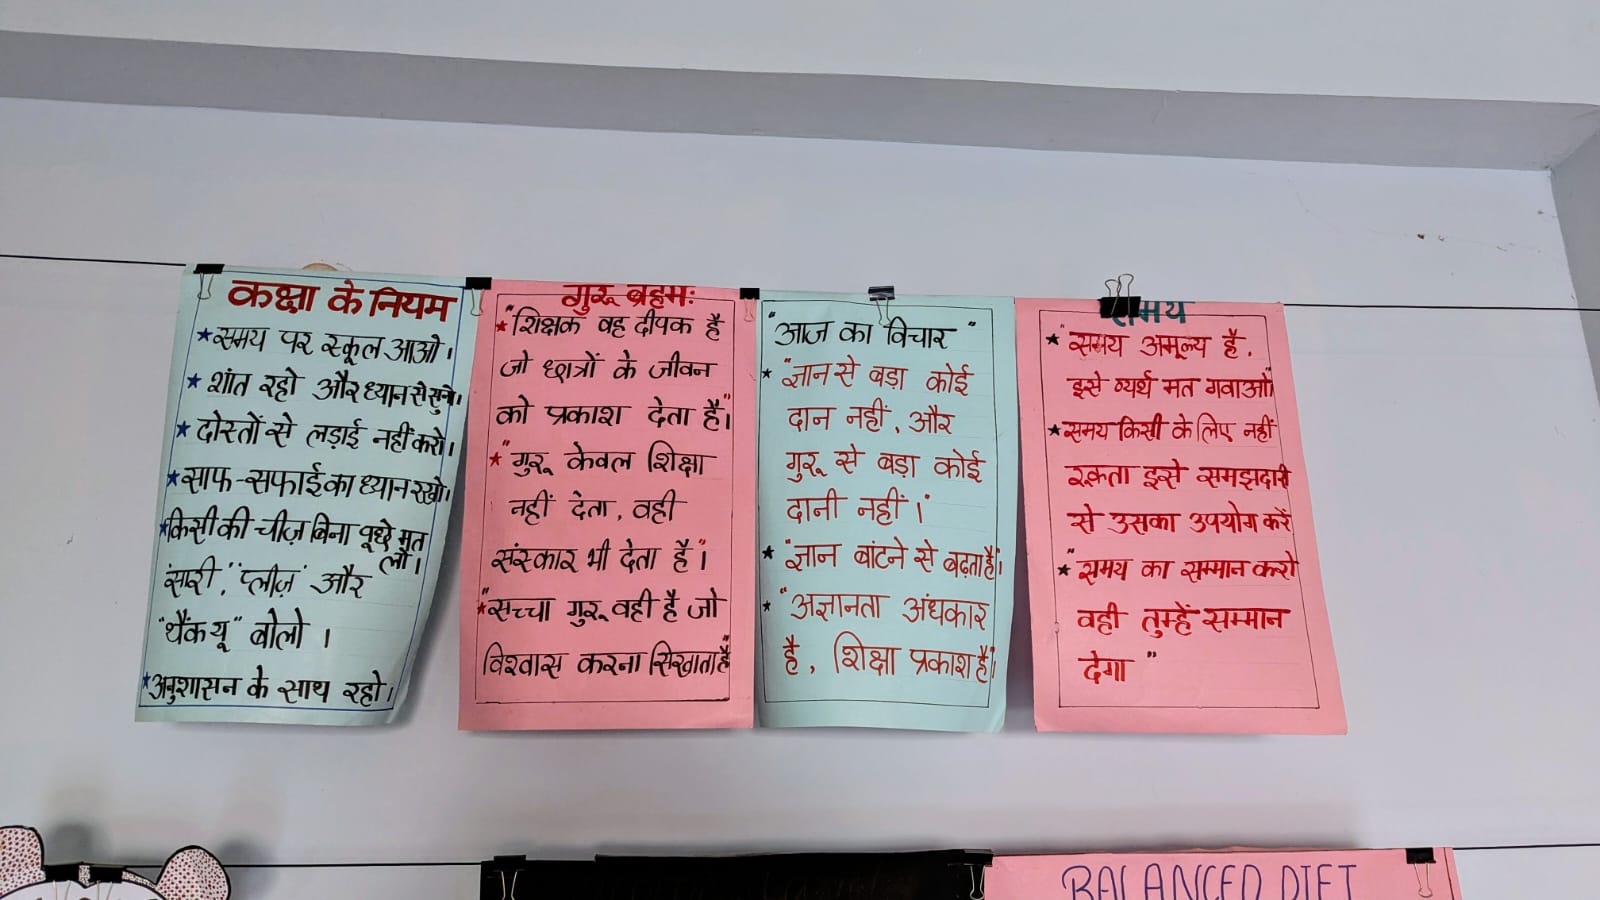 कक्षा के नियम
★ समय पर स्कूल आओ।
★ शांत रहो और ध्यान से सुनो।
★ दोस्तों से लड़ाई नहीं करो।
★ साफ-सफाई का ध्यान रखो।
★ किसी की चीज़ बिना पूछे मत लो।
"सारी", "प्लीज़" और
"थैंक यू" बोलो ।
★ अनुशासन के साथ रहो।
गुरू ब्रहम:
★ "शिक्षक वह दीपक है
जो छात्रों के जीवन
को प्रकाश देता है"।
★ "गुरू केवल शिक्षा
नहीं देता, वही
संस्कार भी देता है"।
★ "सच्चा गुरू वही है जो
विश्वास करना सिखाता है"
"आज का विचार"
★ "ज्ञान से बड़ा कोई
दान नहीं, और
गुरू से बड़ा कोई
दानी नहीं।"
★ "ज्ञान बांटने से बढ़ता है"।
★ "अज्ञानता अंधकार
है, शिक्षा प्रकाश है"।
समय
★ "समय अमूल्य है,
इसे व्यर्थ मत गवाओं"
★ समय किसी के लिए नहीं
रूकता इसे समझदारी
से उसका उपयोग करें
★ "समय का सम्मान करो
वही तुम्हें सम्मान
देगा"
BALANCED DIET